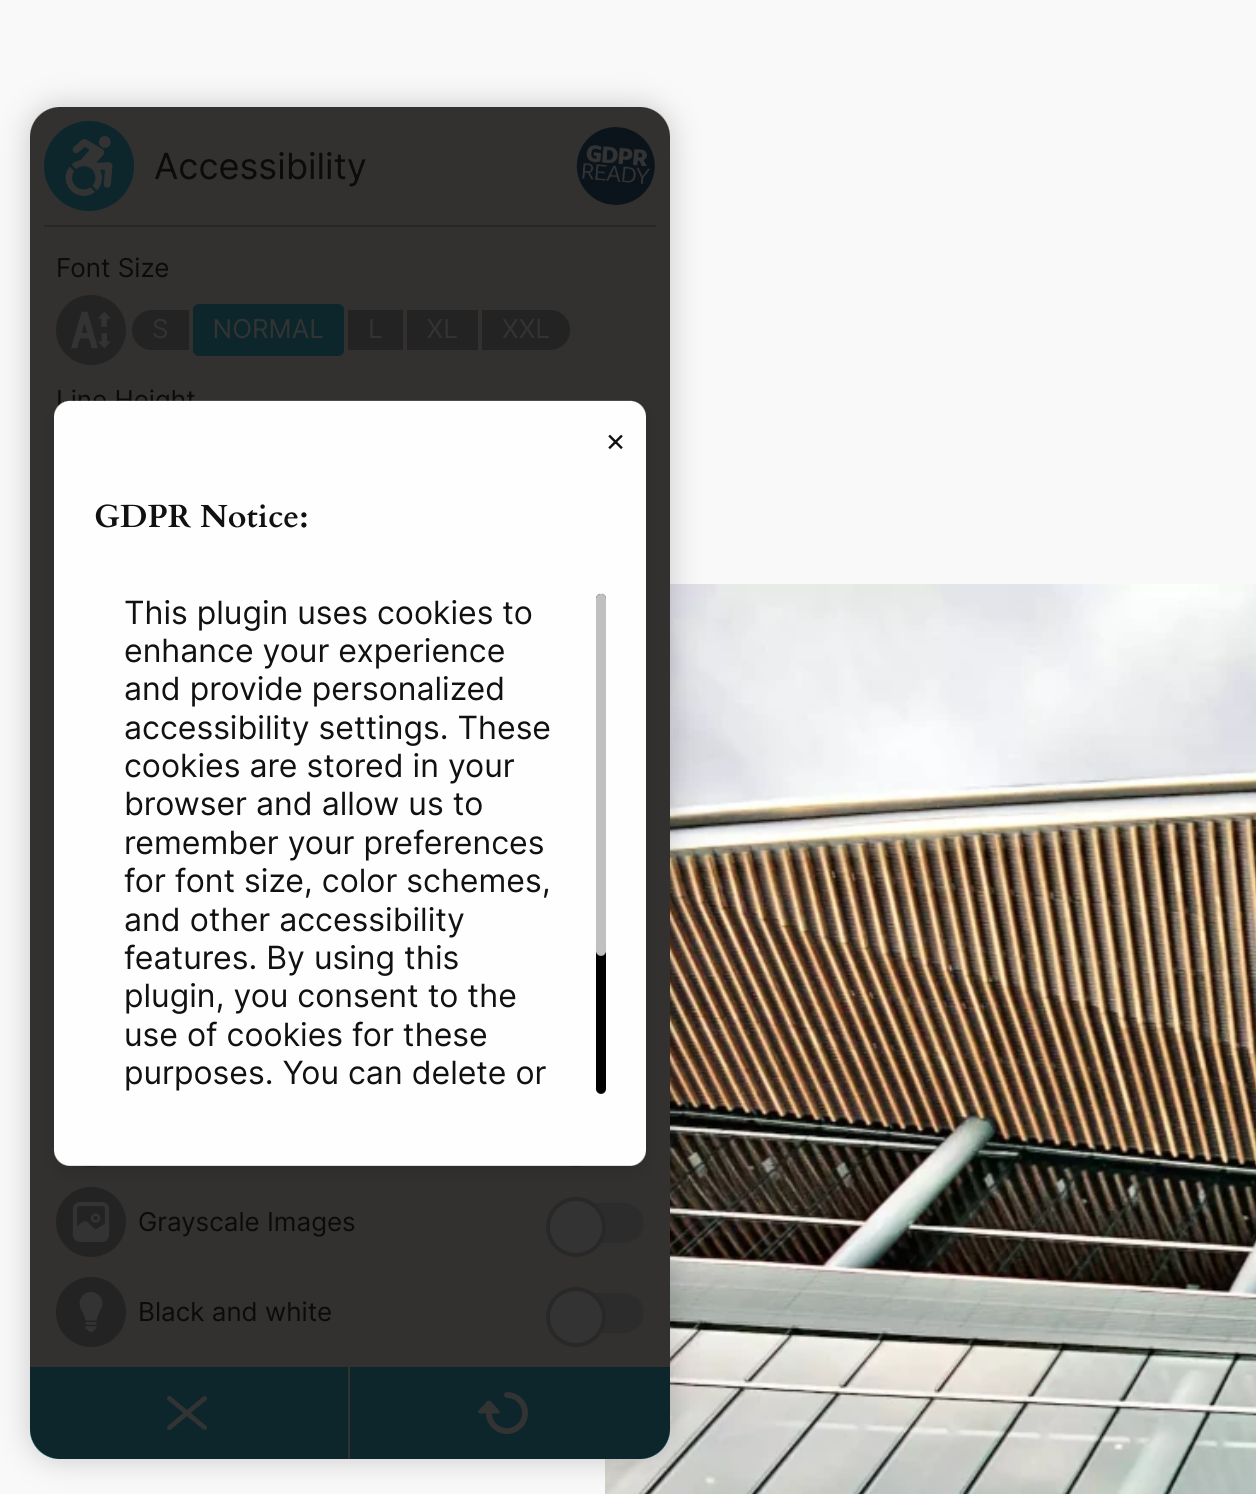 Accessibility
GDPR
READY
Font Size
A
S NORMAL L XL XXL
Line Height
×
GDPR Notice:
This plugin uses cookies to
enhance your experience
and provide personalized
accessibility settings. These
cookies are stored in your
browser and allow us to
remember your preferences
for font size, color schemes,
and other accessibility
features. By using this
plugin, you consent to the
use of cookies for these
purposes. You can delete or
Grayscale Images
Black and white